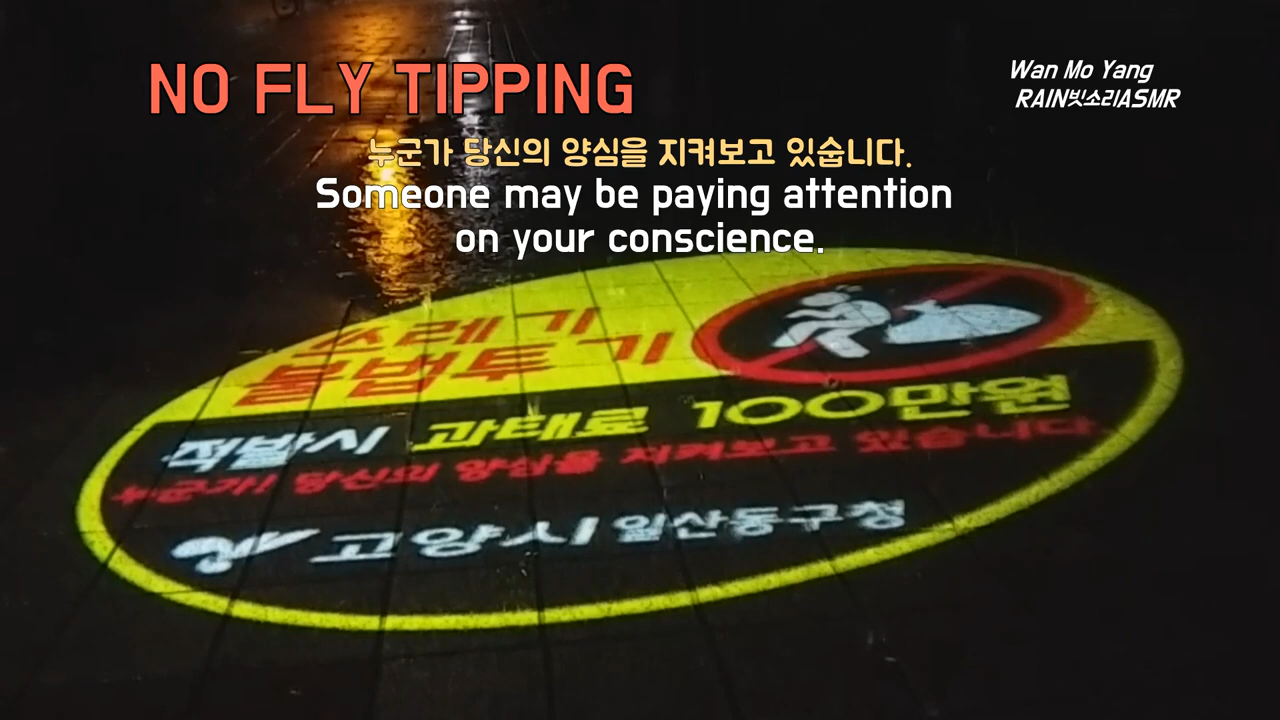 NO FLY TIPPING
Wan Mo Yang
RAIN빗소리ASMR
누군가 당신의 양심을 지켜보고 있숩니다.
Someone may be paying attention
on your conscience.
쓰레기
불법투기
적발시 과태료 100만원
누군가! 당신의 양심을 지켜보고 있습니다.
고양시 일산동구청